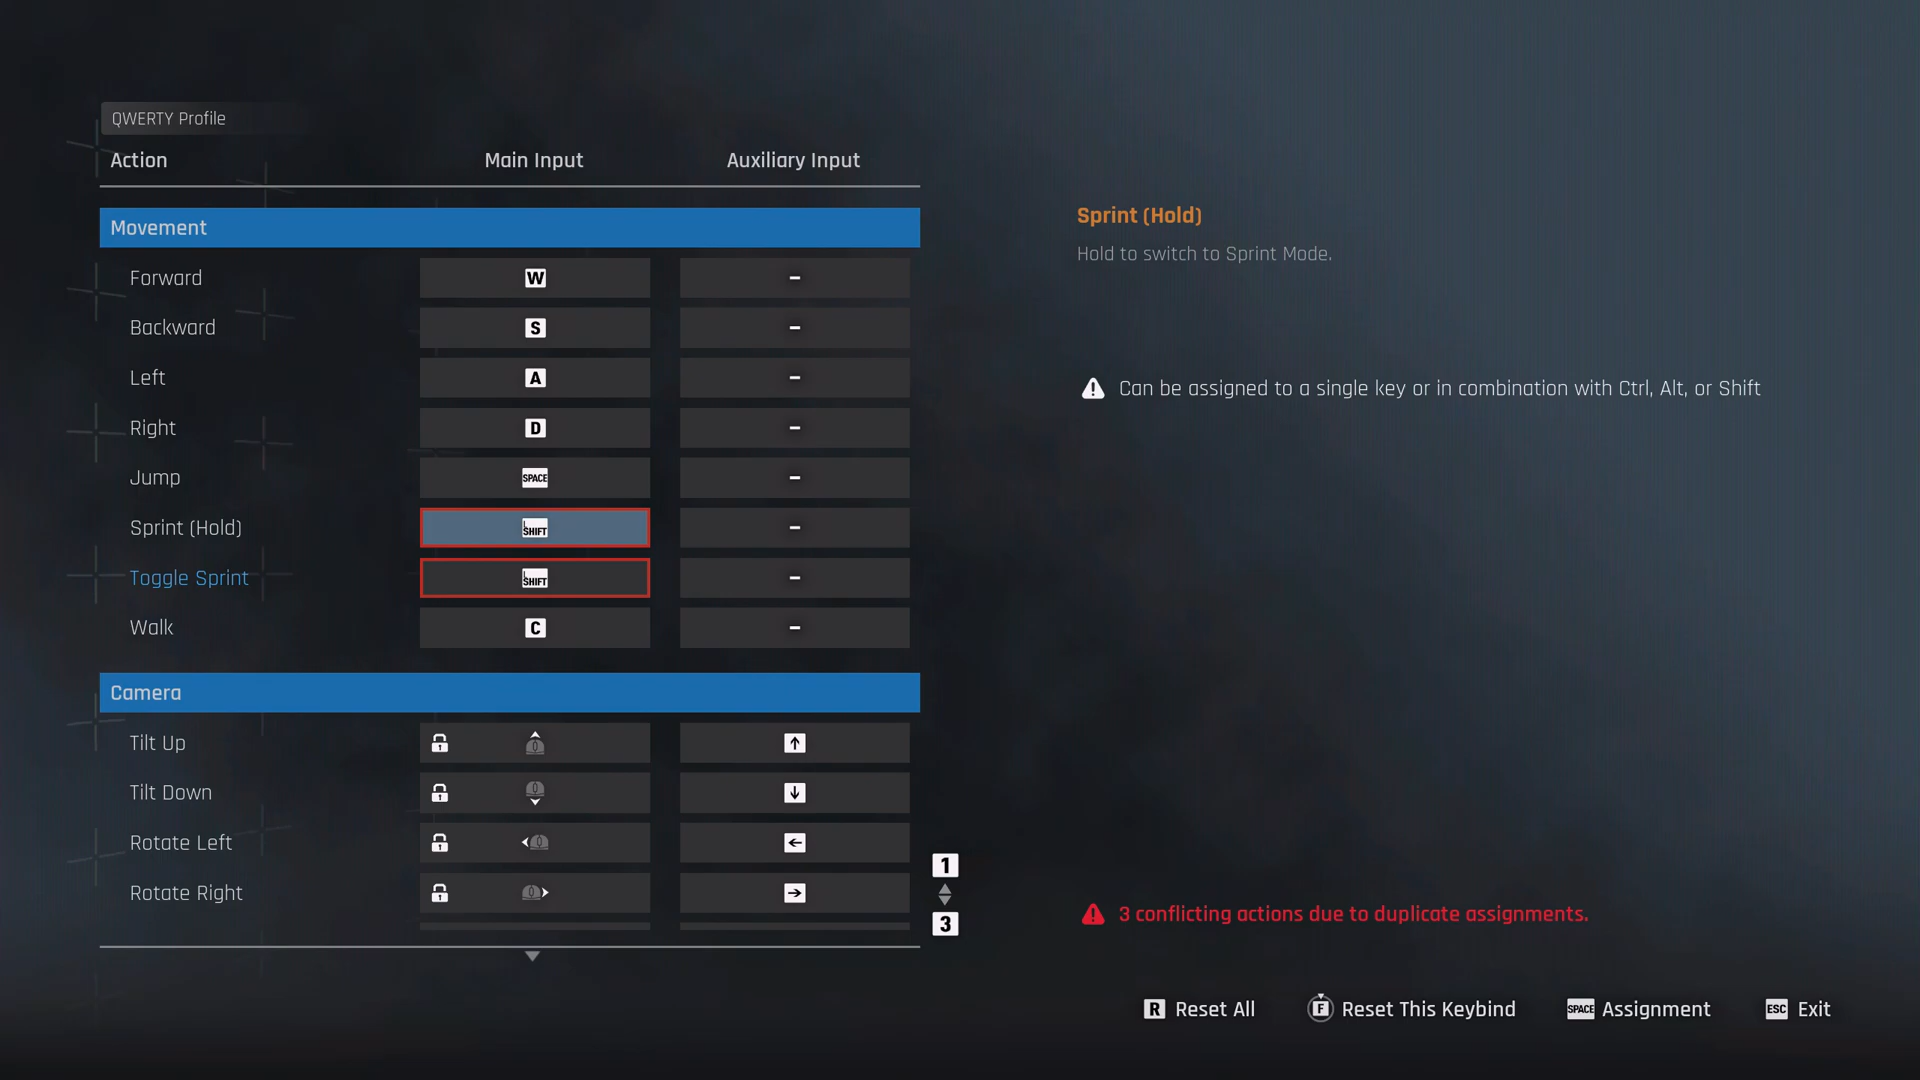 QWERTY Profile
Action Main Input Auxiliary Input
Movement
Forward W –
Backward S –
Left A –
Right D –
Jump SPACE –
Sprint (Hold) L SHIFT –
Toggle Sprint L SHIFT –
Walk C –
Camera
Tilt Up ↑
Tilt Down ↓
Rotate Left ←
Rotate Right →
1
3
Sprint (Hold)
Hold to switch to Sprint Mode.
Can be assigned to a single key or in combination with Ctrl, Alt, or Shift
3 conflicting actions due to duplicate assignments.
R Reset All F Reset This Keybind SPACE Assignment ESC Exit